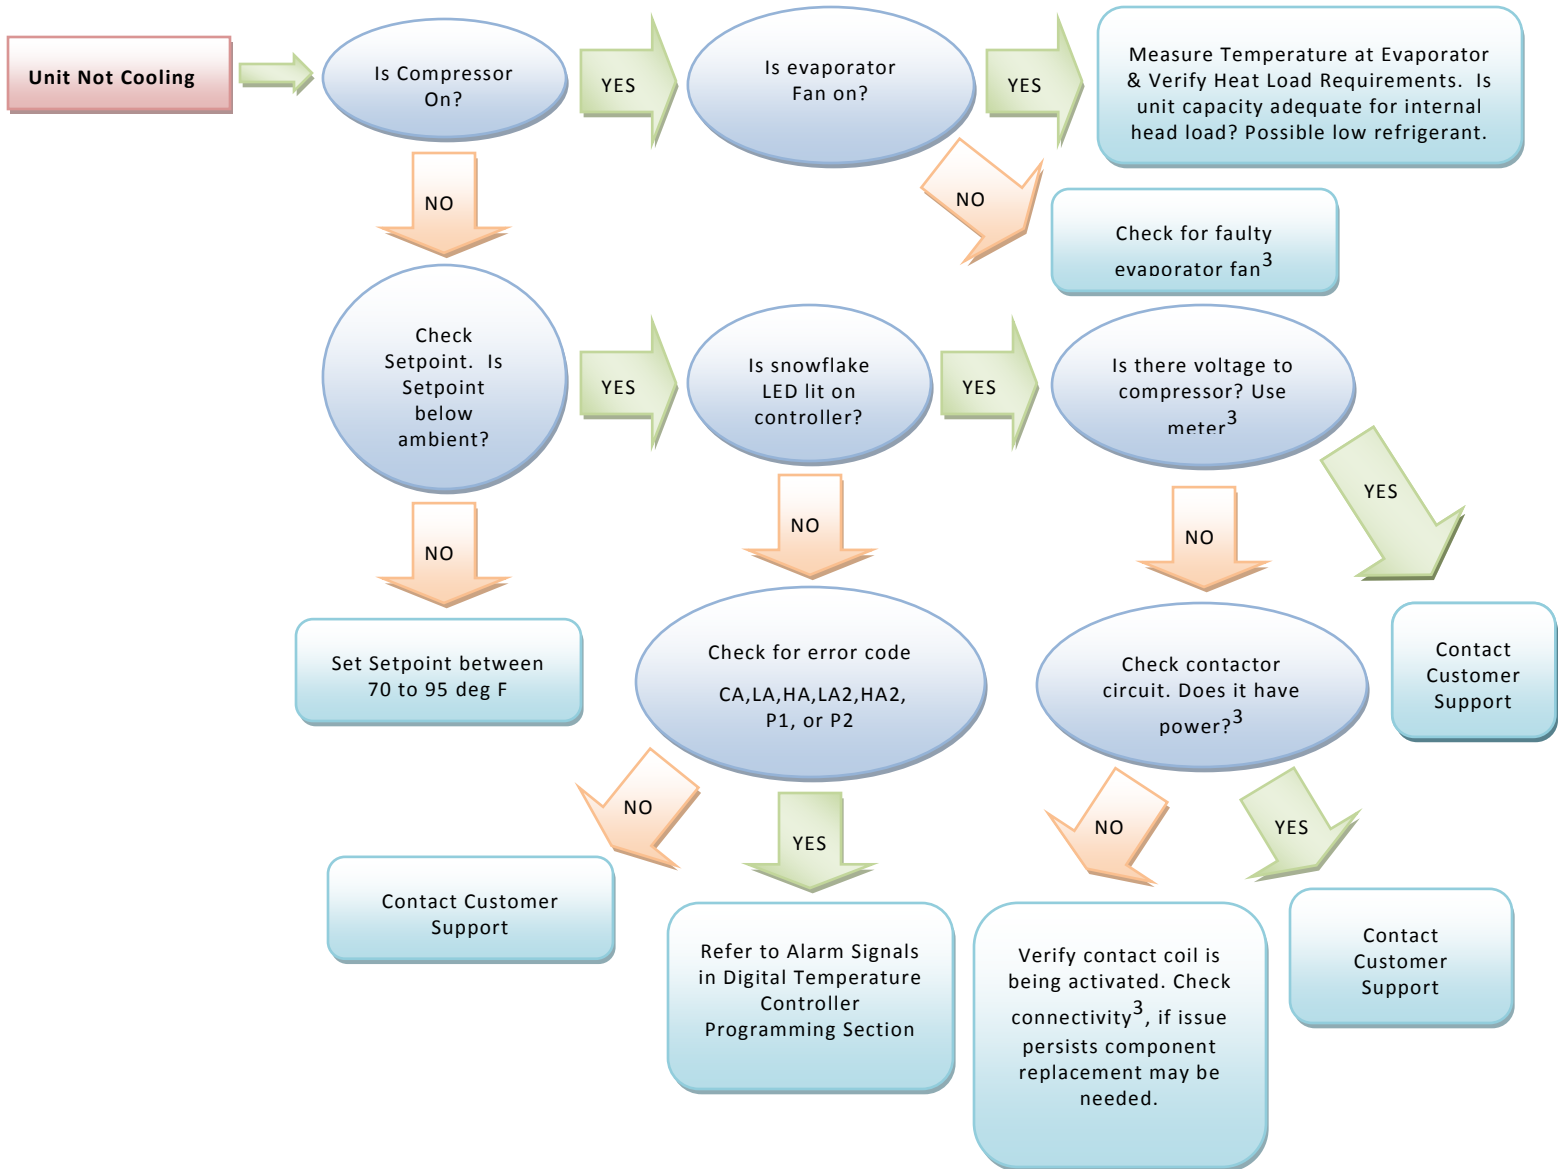 Unit Not Cooling
Is Compressor
On?
YES
Is evaporator
Fan on?
YES
Measure Temperature at Evaporator
& Verify Heat Load Requirements. Is
unit capacity adequate for internal
head load? Possible low refrigerant.
NO
NO
Check for faulty
evaporator fan3
Check
Setpoint. Is
Setpoint
below
ambient?
YES
Is snowflake
LED lit on
controller?
YES
Is there voltage to
compressor? Use
meter3
YES
NO
NO
NO
Set Setpoint between
70 to 95 deg F
Check for error code
CA,LA,HA,LA2,HA2,
P1, or P2
Check contactor
circuit. Does it have
power?3
Contact
Customer
Support
NO
YES
NO
YES
Contact Customer
Support
Refer to Alarm Signals
in Digital Temperature
Controller
Programming Section
Verify contact coil is
being activated. Check
connectivity3, if issue
persists component
replacement may be
needed.
Contact
Customer
Support